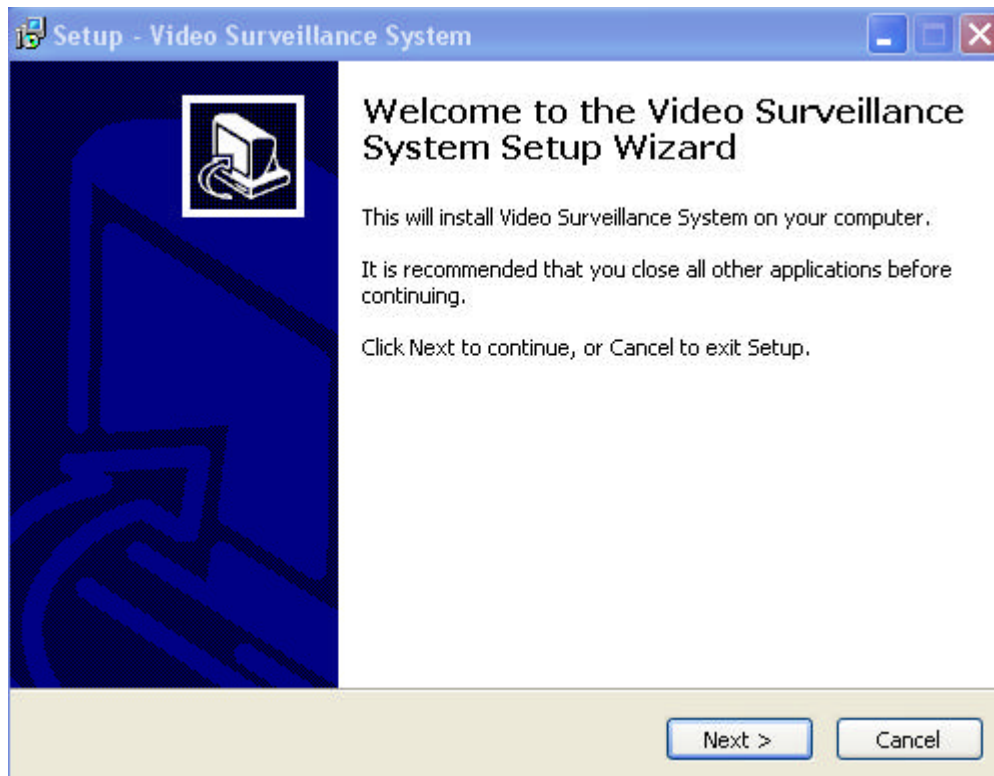 Setup - Video Surveillance System
Welcome to the Video Surveillance
System Setup Wizard
This will install Video Surveillance System on your computer.
It is recommended that you close all other applications before
continuing.
Click Next to continue, or Cancel to exit Setup.
Next >
Cancel